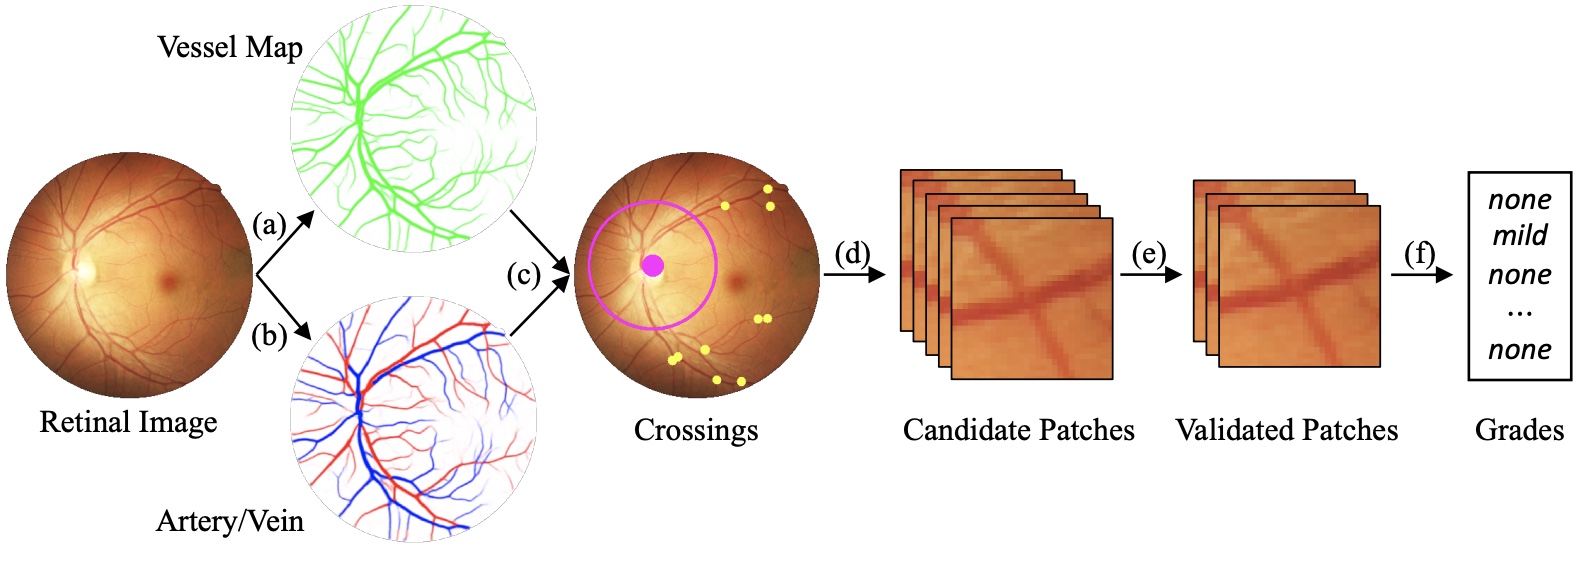 Vessel Map
(a)
(b)
Retinal Image
Artery/Vein
(c)
Crossings
(d)
Candidate Patches
(e)
Validated Patches
(f)
none
mild
none
...
none
Grades